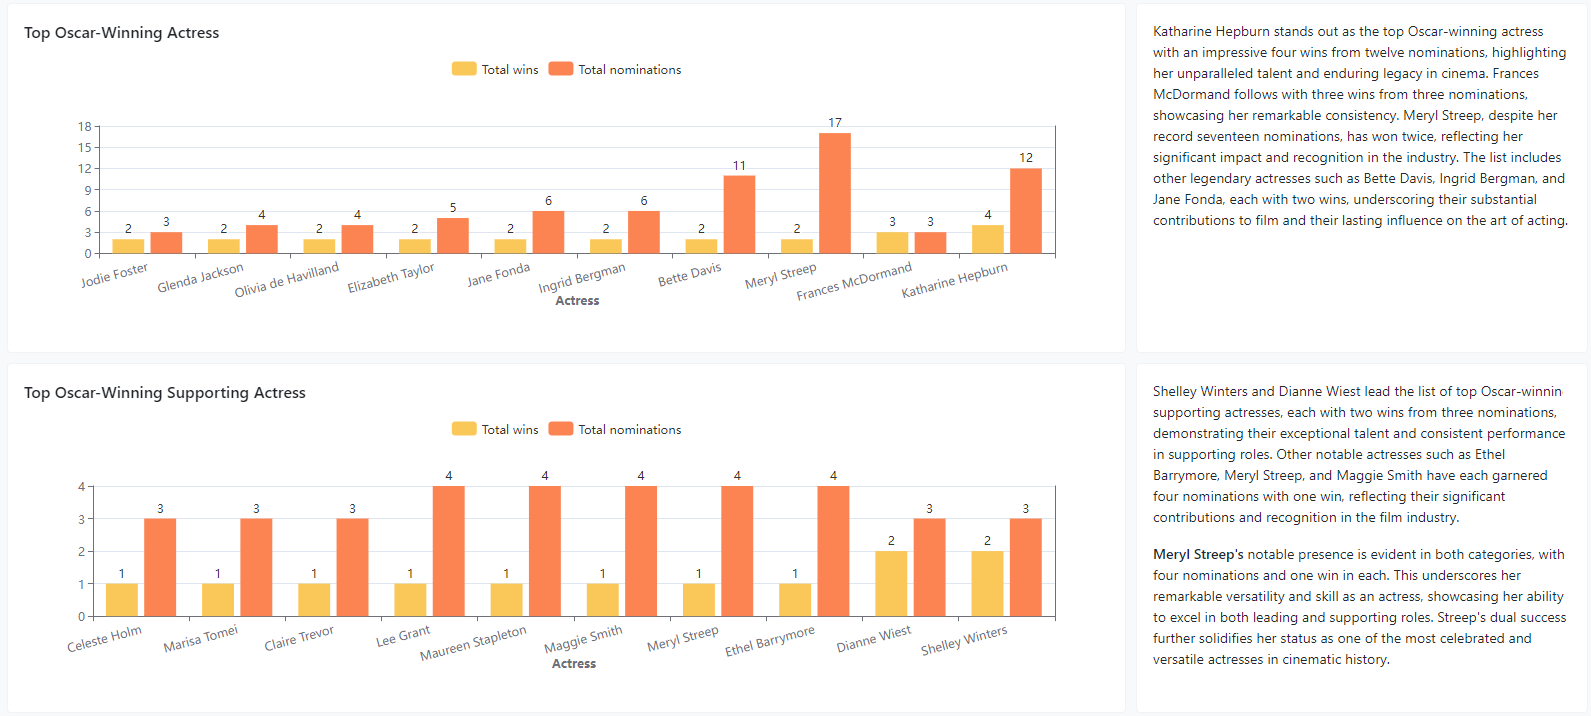 Top Oscar-Winning Actress
Total wins Total nominations
18
15
12
9
6
3
0
2 3 2 4 2 4 2 5 2 6 2 6 2 11 2 17 3 3 4 12
Jodie Foster Glenda Jackson Olivia de Havilland Elizabeth Taylor Jane Fonda Ingrid Bergman Bette Davis Meryl Streep Frances McDormand Katharine Hepburn
Actress
Katharine Hepburn stands out as the top Oscar-winning actress
with an impressive four wins from twelve nominations, highlighting
her unparalleled talent and enduring legacy in cinema. Frances
McDormand follows with three wins from three nominations,
showcasing her remarkable consistency. Meryl Streep, despite her
record seventeen nominations, has won twice, reflecting her
significant impact and recognition in the industry. The list includes
other legendary actresses such as Bette Davis, Ingrid Bergman, and
Jane Fonda, each with two wins, underscoring their substantial
contributions to film and their lasting influence on the art of acting.
Top Oscar-Winning Supporting Actress
Total wins Total nominations
4
3
2
1
0
1 3 1 3 1 3 1 4 1 4 1 4 1 4 1 4 2 3 2 3
Celeste Holm Marisa Tomei Claire Trevor Lee Grant Maureen Stapleton Maggie Smith Meryl Streep Ethel Barrymore Dianne Wiest Shelley Winters
Actress
Shelley Winters and Dianne Wiest lead the list of top Oscar-winnin
supporting actresses, each with two wins from three nominations,
demonstrating their exceptional talent and consistent performance
in supporting roles. Other notable actresses such as Ethel
Barrymore, Meryl Streep, and Maggie Smith have each garnered
four nominations with one win, reflecting their significant
contributions and recognition in the film industry.
Meryl Streep's notable presence is evident in both categories, with
four nominations and one win in each. This underscores her
remarkable versatility and skill as an actress, showcasing her ability
to excel in both leading and supporting roles. Streep's dual success
further solidifies her status as one of the most celebrated and
versatile actresses in cinematic history.